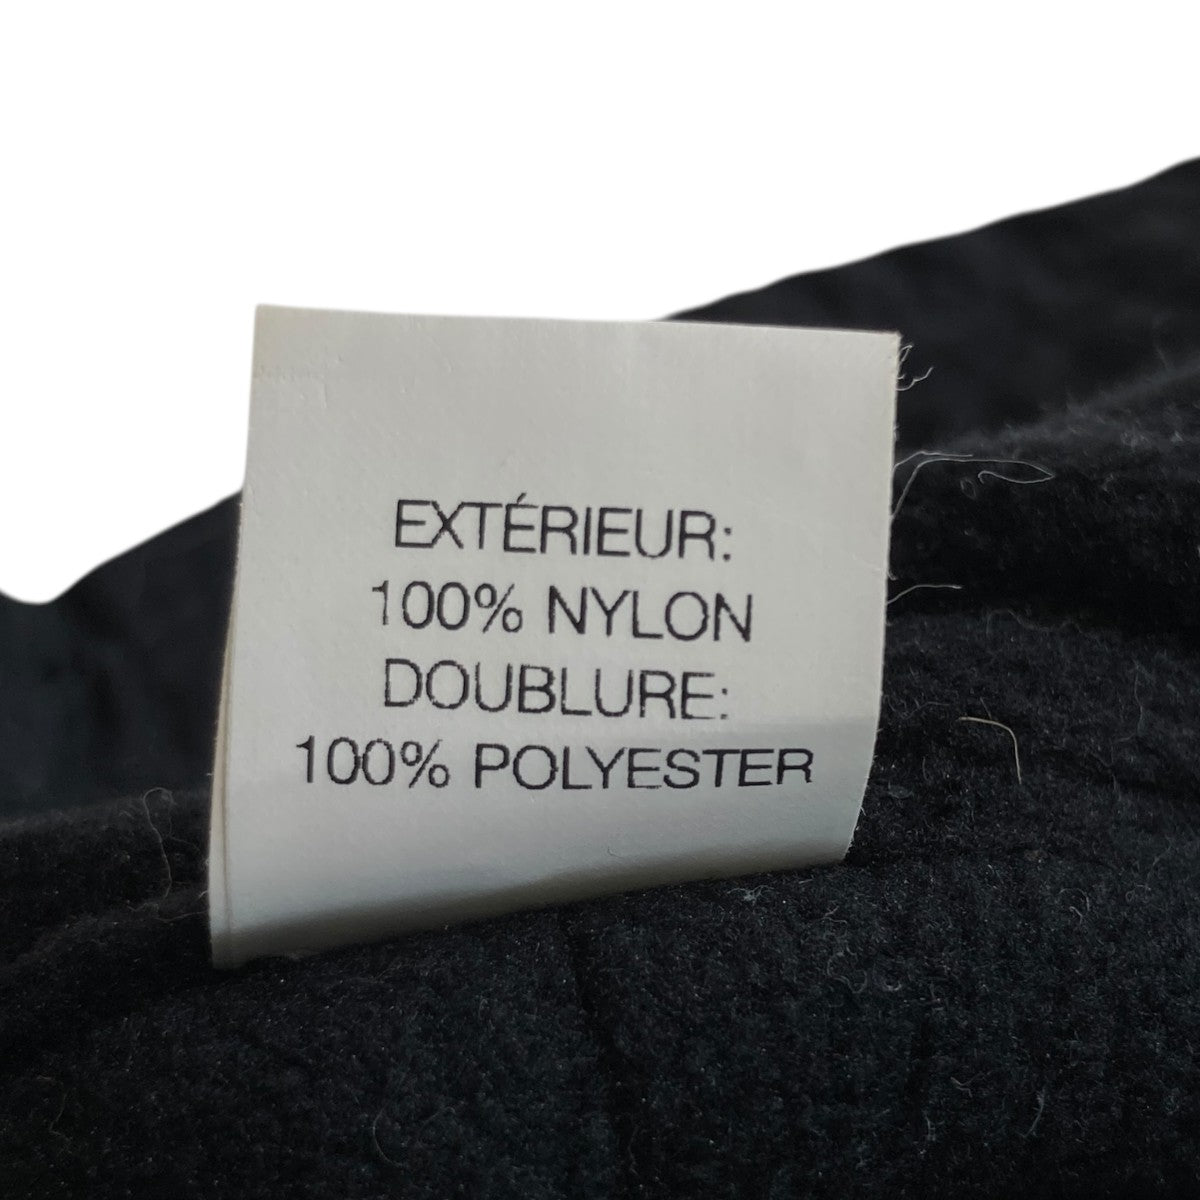 EXTÉRIEUR:
100% NYLON
DOUBLURE:
100% POLYESTER